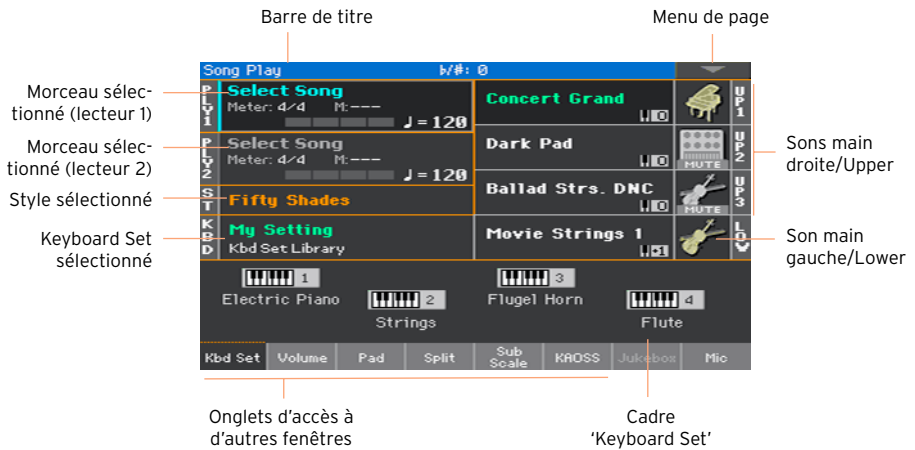 Barre de titre
Menu de page
Morceau sélec-
tionné (lecteur 1)
Morceau sélec-
tionné (lecteur 2)
Style sélectionné
Keyboard Set
sélectionné
Song Play
b/#: 0
PLY1
Select Song
Meter: 4/4 M:---
♩=120
PLY2
Select Song
Meter: 4/4 M:---
♩=120
ST
Fifty Shades
KBD
My Setting
Kbd Set Library
Concert Grand
0
UP1
Dark Pad
0
MUTE
UP2
Ballad Strs. DNC
0
MUTE
UP3
Movie Strings 1
+1
LOW
Sons main
droite/Upper
Son main
gauche/Lower
1
Electric Piano
2
Strings
3
Flugel Horn
4
Flute
Kbd Set
Volume
Pad
Split
Sub
Scale
KAOSS
Jukebox
Mic
Onglets d'accès à
d'autres fenêtres
Cadre
'Keyboard Set'